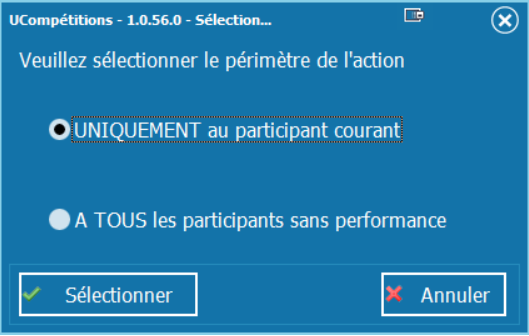 UCompétitions - 1.0.56.0 - Sélection...
Veuillez sélectionner le périmètre de l'action
UNIQUEMENT au participant courant
A TOUS les participants sans performance
Sélectionner
Annuler